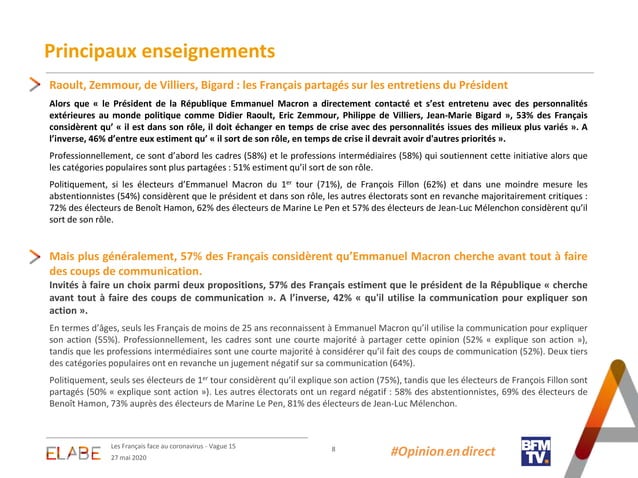 Principaux enseignements
Raoult, Zemmour, de Villiers, Bigard : les Français partagés sur les entretiens du Président
Alors que « le Président de la République Emmanuel Macron a directement contacté et s’est entretenu avec des personnalités
extérieures au monde politique comme Didier Raoult, Eric Zemmour, Philippe de Villiers, Jean-Marie Bigard », 53% des Français
considèrent qu’ « il est dans son rôle, il doit échanger en temps de crise avec des personnalités issues des milieux plus variés ». A
l’inverse, 46% d’entre eux estiment qu’ « il sort de son rôle, en temps de crise il devrait avoir d'autres priorités ».
Professionnellement, ce sont d’abord les cadres (58%) et le professions intermédiaires (58%) qui soutiennent cette initiative alors que
les catégories populaires sont plus partagées : 51% estiment qu’il sort de son rôle.
Politiquement, si les électeurs d’Emmanuel Macron du 1er tour (71%), de François Fillon (62%) et dans une moindre mesure les
abstentionnistes (54%) considèrent que le président et dans son rôle, les autres électorats sont en revanche majoritairement critiques :
72% des électeurs de Benoît Hamon, 62% des électeurs de Marine Le Pen et 57% des électeurs de Jean-Luc Mélenchon considèrent qu’il
sort de son rôle.
Mais plus généralement, 57% des Français considèrent qu’Emmanuel Macron cherche avant tout à faire
des coups de communication.
Invités à faire un choix parmi deux propositions, 57% des Français estiment que le président de la République « cherche
avant tout à faire des coups de communication ». A l’inverse, 42% « qu'il utilise la communication pour expliquer son
action ».
En termes d’âges, seuls les Français de moins de 25 ans reconnaissent à Emmanuel Macron qu’il utilise la communication pour expliquer
son action (55%). Professionnellement, les cadres sont une courte majorité à partager cette opinion (52% « explique son action »),
tandis que les professions intermédiaires sont une courte majorité à considérer qu’il fait des coups de communication (52%). Deux tiers
des catégories populaires ont en revanche un jugement négatif sur sa communication (64%).
Politiquement, seuls ses électeurs de 1er tour considèrent qu’il explique son action (75%), tandis que les électeurs de François Fillon sont
partagés (50% « explique sont action »). Les autres électorats ont un regard négatif : 58% des abstentionnistes, 69% des électeurs de
Benoît Hamon, 73% auprès des électeurs de Marine Le Pen, 81% des électeurs de Jean-Luc Mélenchon.
ELABE
Les Français face au coronavirus - Vague 15
27 mai 2020
8
#Opinionendirect
BFM
TV.